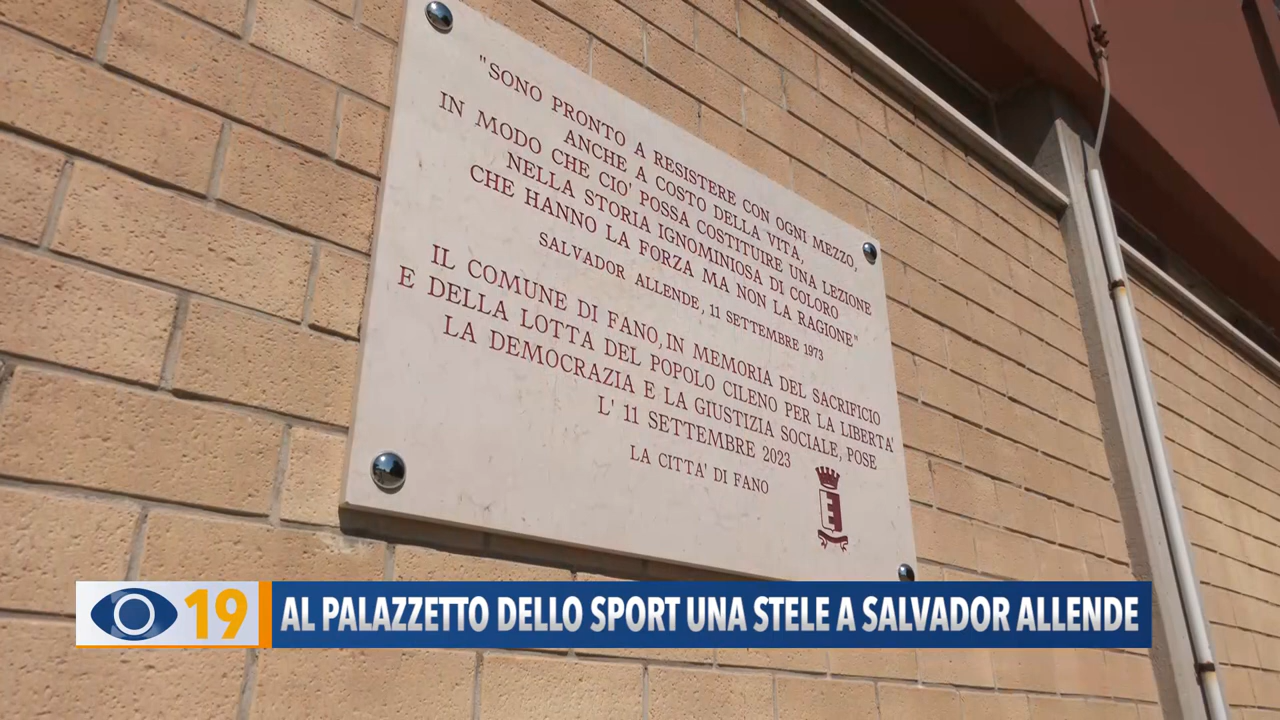 "SONO PRONTO A RESISTERE CON OGNI MEZZO,
ANCHE A COSTO DELLA VITA,
IN MODO CHE CIO' POSSA COSTITUIRE UNA LEZIONE
NELLA STORIA IGNOMINIOSA DI COLORO
CHE HANNO LA FORZA MA NON LA RAGIONE"
SALVADOR ALLENDE, 11 SETTEMBRE 1973
IL COMUNE DI FANO, IN MEMORIA DEL SACRIFICIO
E DELLA LOTTA DEL POPOLO CILENO PER LA LIBERTA'
LA DEMOCRAZIA E LA GIUSTIZIA SOCIALE, POSE
L' 11 SETTEMBRE 2023
LA CITTA' DI FANO
19 AL PALAZZETTO DELLO SPORT UNA STELE A SALVADOR ALLENDE